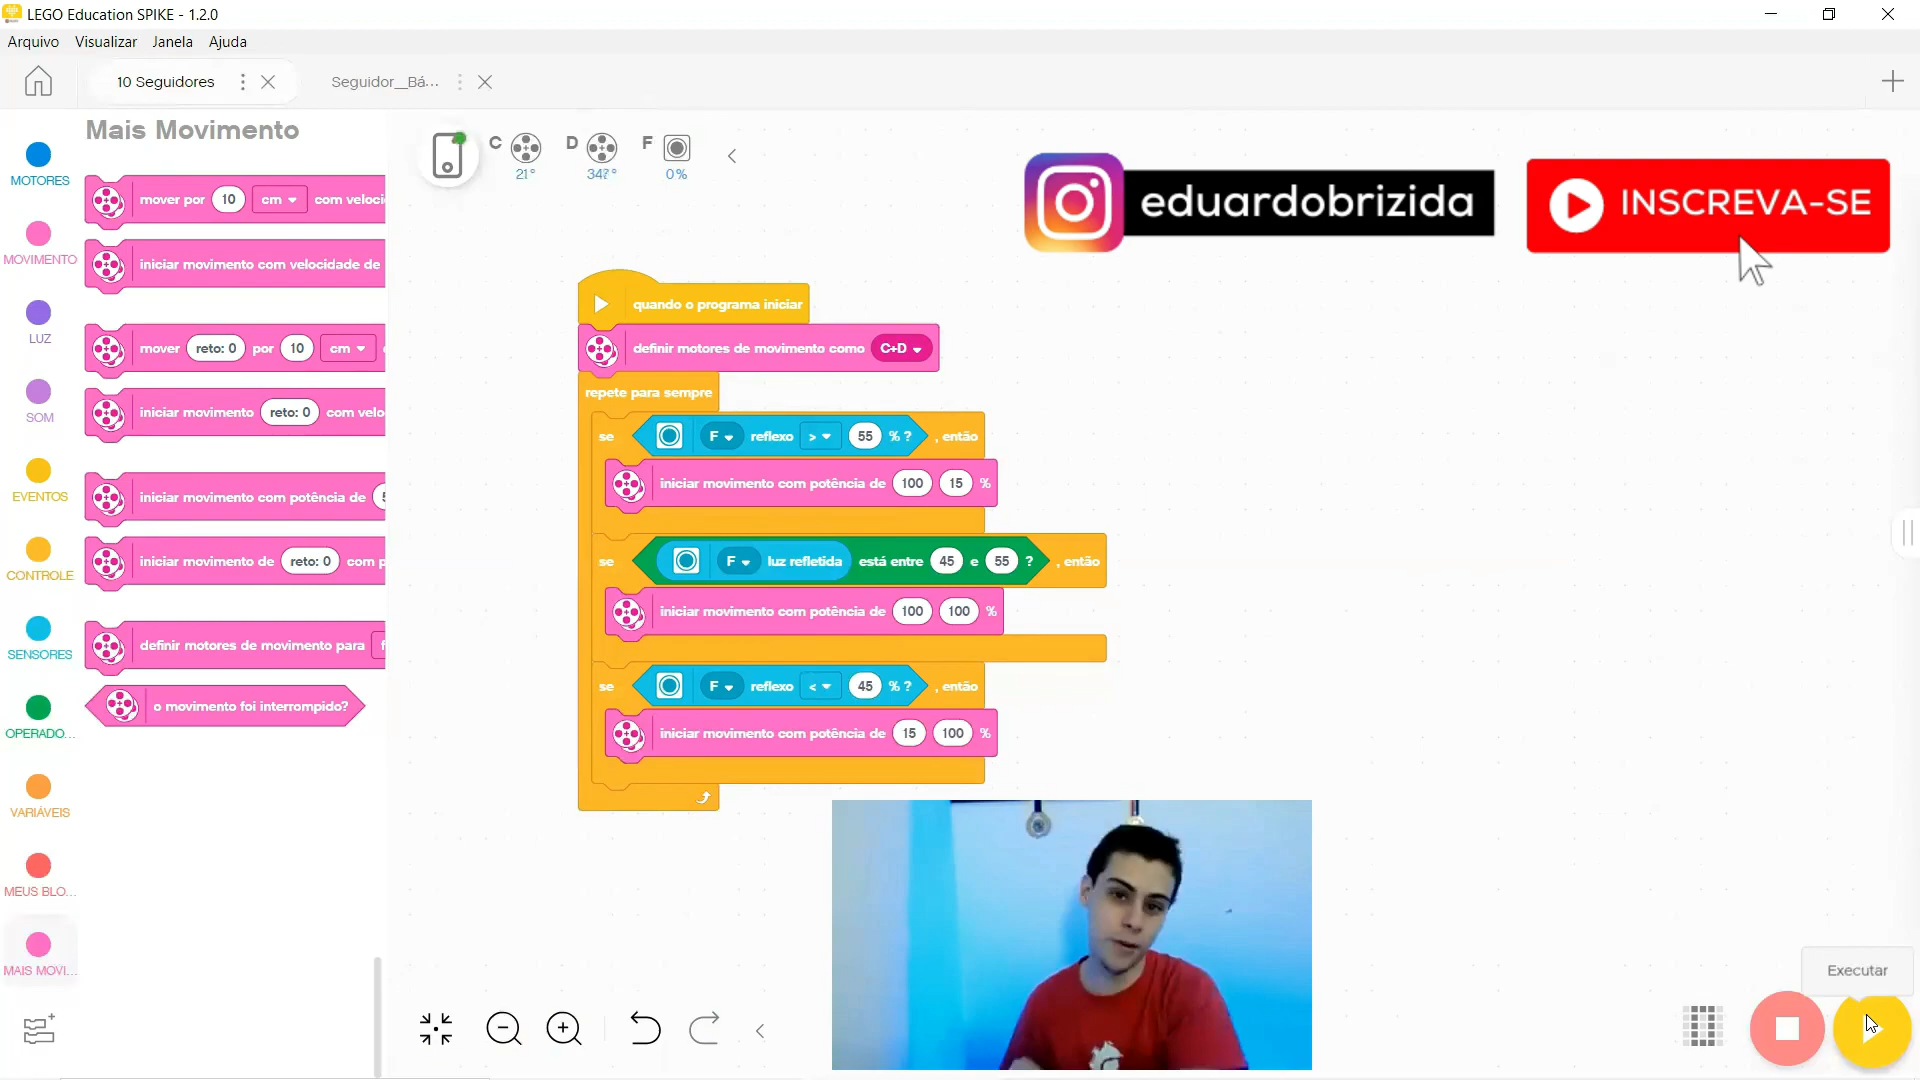 LEGO Education SPIKE - 1.2.0
Arquivo Visualizar Janela Ajuda
10 Seguidores
Seguidor__Bá...
Mais Movimento
MOTORES
MOVIMENTO
LUZ
SOM
EVENTOS
CONTROLE
SENSORES
OPERADO...
VARIÁVEIS
MEUS BLO...
MAIS MOVI...
mover por 10 cm com veloci
iniciar movimento com velocidade de
mover reto: 0 por 10 cm
iniciar movimento reto: 0 com velo
iniciar movimento com potência de
iniciar movimento de reto: 0 com p
definir motores de movimento para
o movimento foi interrompido?
C D F
21° 0%
eduardobrizida
INSCREVA-SE
quando o programa iniciar
definir motores de movimento como C+D
repete para sempre
se F reflexo > 55 % ? , então
iniciar movimento com potência de 100 15 %
se F luz refletida está entre 45 e 55 ? , então
iniciar movimento com potência de 100 100 %
se F reflexo < 45 % ? , então
iniciar movimento com potência de 15 100 %
Executar